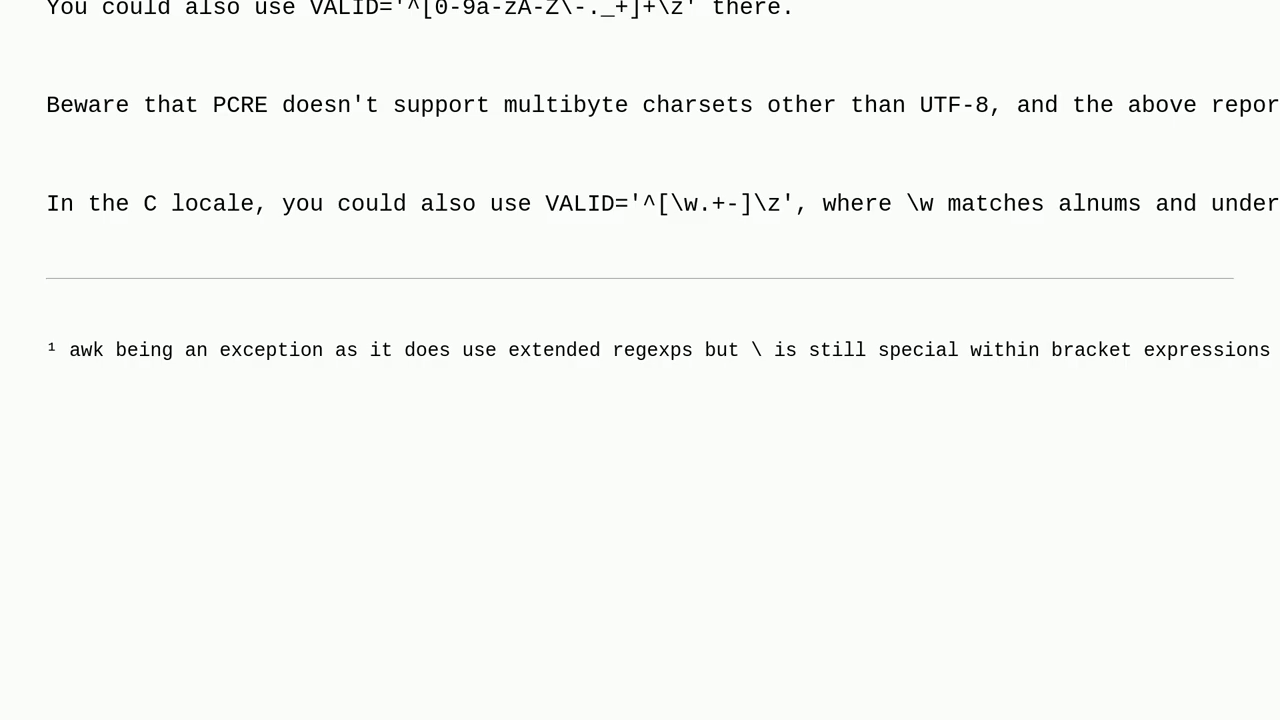 You could also use VALID='^[0-9a-zA-Z\-._+]+\z' there.
Beware that PCRE doesn't support multibyte charsets other than UTF-8, and the above
In the C locale, you could also use VALID='^[\w.+-]\z', where \w matches alnums and
¹ awk being an exception as it does use extended regexps but \ is still special within bracket expressions